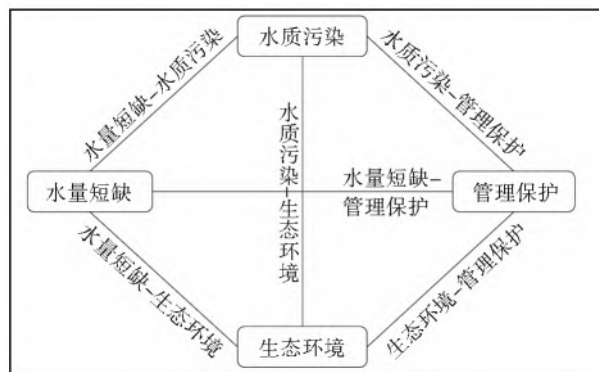 水质污染
水量短缺-水质污染
水质污染-管理保护
水质污染-生态环境
水量短缺
水量短缺-
管理保护
管理保护
水量短缺-生态环境
生态环境-管理保护
生态环境